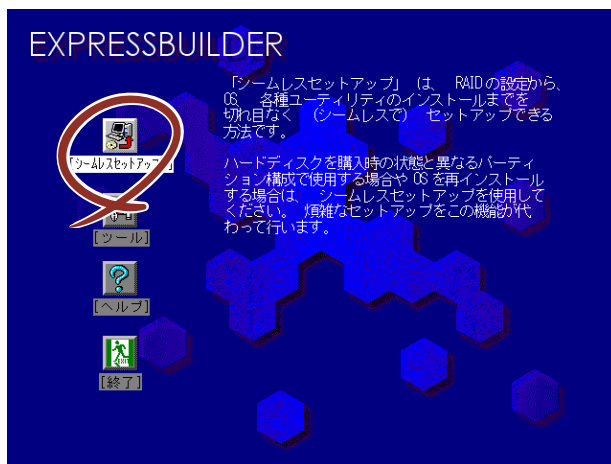 EXPRESSBUILDER
「シームレスセットアップ」 は、 RAIDの設定から、
OS、 各種ユーティリティのインストールまでを
切れ目なく (シームレスで) セットアップできる
方法です。
ハードディスクを購入時の状態と異なるパーティ
ション構成で使用する場合や OSを再インストール
する場合は、 シームレスセットアップを使用して
ください。 煩雑なセットアップをこの機能が代
わって行います。
[シームレスセットアップ]
[ツール]
[ヘルプ]
EXIT
[終了]